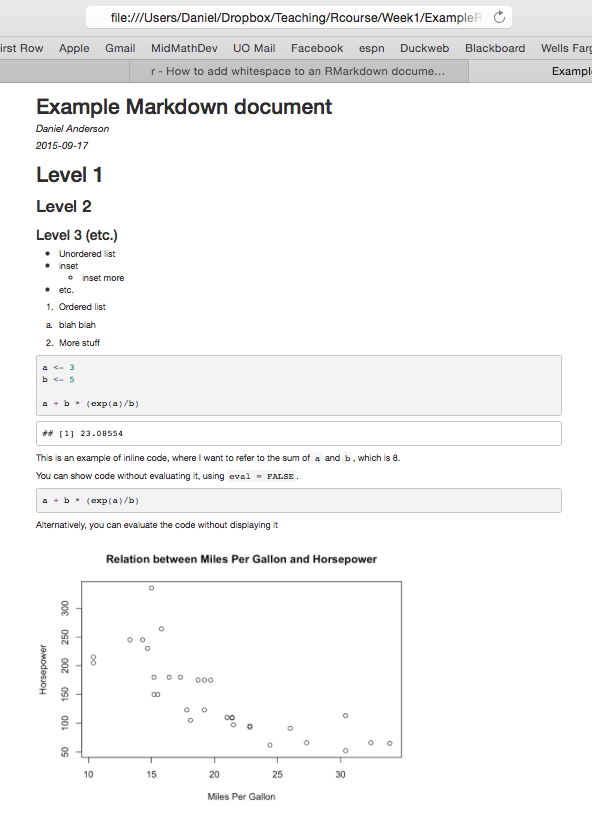 file:///Users/Daniel/Dropbox/Teaching/Rcourse/Week1/ExampleR
irst Row Apple Gmail MidMathDev UO Mail Facebook espn Duckweb Blackboard Wells Farg
r - How to add whitespace to an RMarkdown docume... Exampl
Example Markdown document
Daniel Anderson
2015-09-17
Level 1
Level 2
Level 3 (etc.)
• Unordered list
• inset
◦ inset more
• etc.
1. Ordered list
a. blah blah
2. More stuff
a <- 3
b <- 5
a + b * (exp(a)/b)
## [1] 23.08554
This is an example of inline code, where I want to refer to the sum of a and b, which is 8.
You can show code without evaluating it, using eval = FALSE.
a + b * (exp(a)/b)
Alternatively, you can evaluate the code without displaying it
Relation between Miles Per Gallon and Horsepower
300
250
200
150
100
50
Horsepower
10 15 20 25 30
Miles Per Gallon